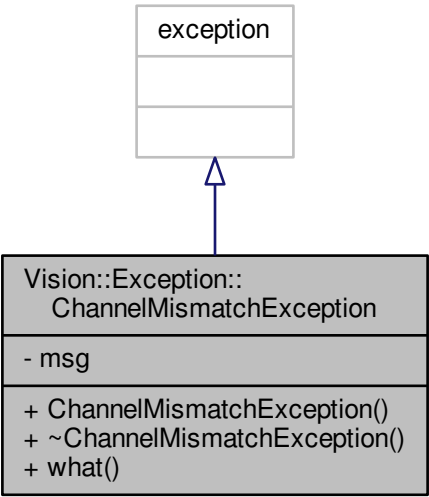 exception
Vision::Exception::
ChannelMismatchException
- msg
+ ChannelMismatchException()
+ ~ChannelMismatchException()
+ what()